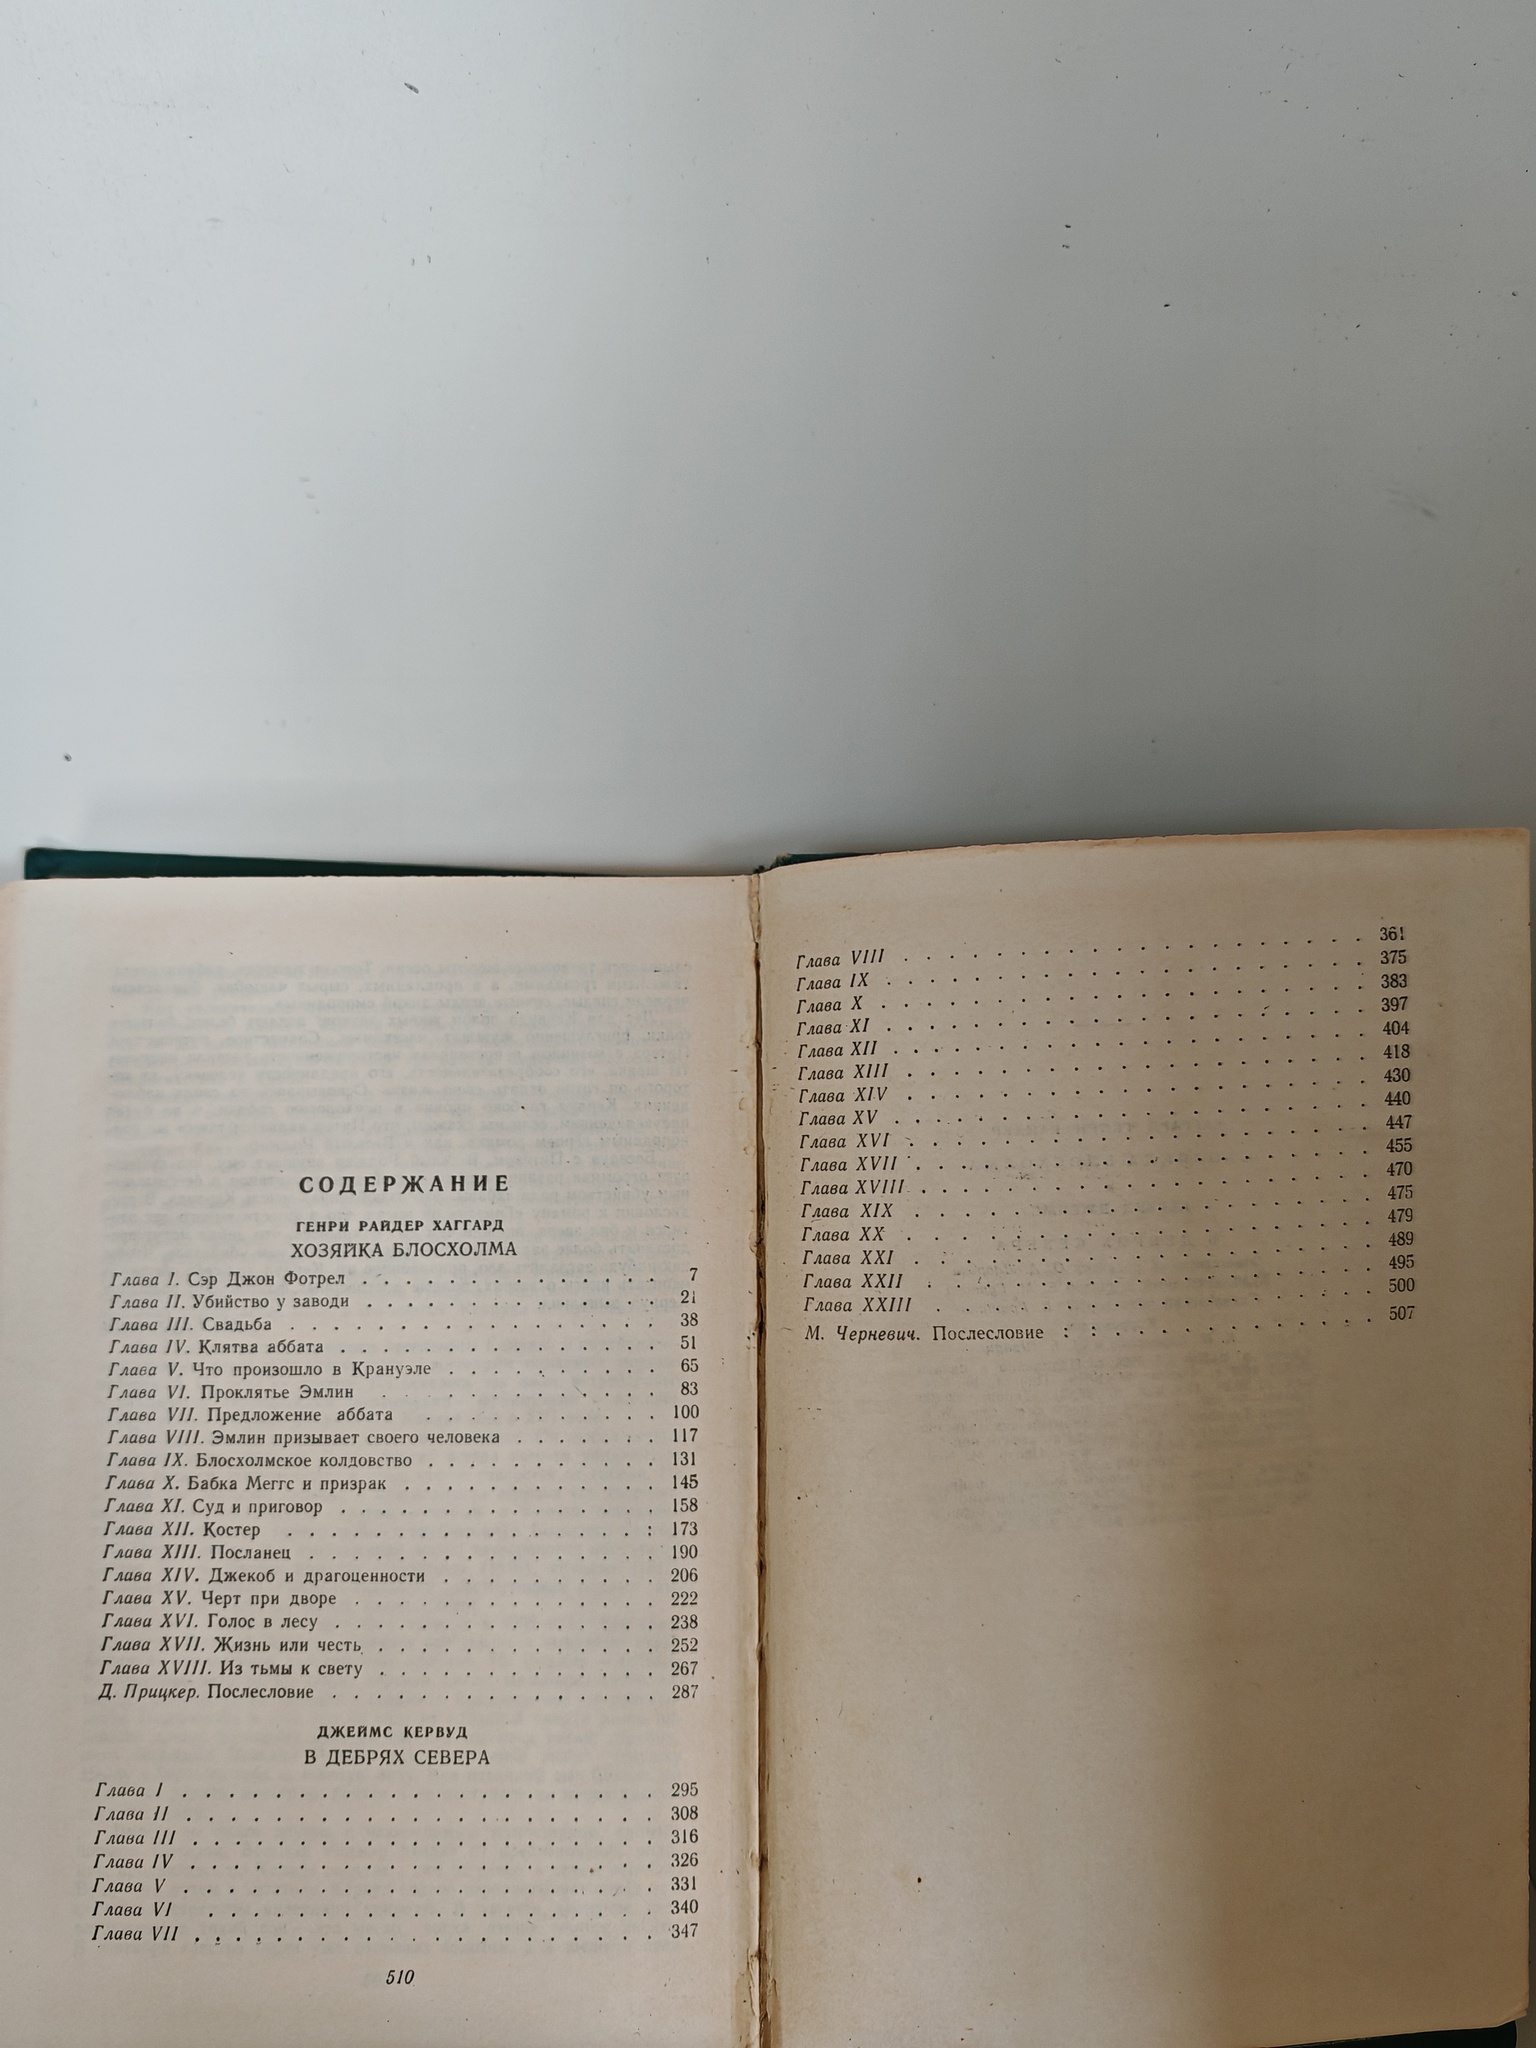 СОДЕРЖАНИЕ
ГЕНРИ РАЙДЕР ХАГГАРД
ХОЗЯЙКА БЛОСХОЛМА
Глава I. Сэр Джон Фотрел . . . . . . . . . . . . . 7
Глава II. Убийство у заводи . . . . . . . . . . . . . 21
Глава III. Свадьба . . . . . . . . . . . . . . . . 38
Глава IV. Клятва аббата . . . . . . . . . . . . . . 51
Глава V. Что произошло в Крануэле . . . . . . . . . 65
Глава VI. Проклятье Эмлин . . . . . . . . . . . . 83
Глава VII. Предложение аббата . . . . . . . . . . 100
Глава VIII. Эмлин призывает своего человека . . . . . . 117
Глава IX. Блосхолмское колдовство . . . . . . . . . . 131
Глава X. Бабка Меггс и призрак . . . . . . . . . . . 145
Глава XI. Суд и приговор . . . . . . . . . . . . . . 158
Глава XII. Костер . . . . . . . . . . . . . . . . : 173
Глава XIII. Посланец . . . . . . . . . . . . . . . 190
Глава XIV. Джекоб и драгоценности . . . . . . . . . . 206
Глава XV. Черт при дворе . . . . . . . . . . . . . 222
Глава XVI. Голос в лесу . . . . . . . . . . . . . . 238
Глава XVII. Жизнь или честь . . . . . . . . . . . . 252
Глава XVIII. Из тьмы к свету . . . . . . . . . . . . 267
Д. Прицкер. Послесловие . . . . . . . . . . . . . . 287
ДЖЕЙМС КЕРВУД
В ДЕБРЯХ СЕВЕРА
Глава I . . . . . . . . . . . . . . . . . . . . . 295
Глава II . . . . . . . . . . . . . . . . . . . . . 308
Глава III . . . . . . . . . . . . . . . . . . . . 316
Глава IV . . . . . . . . . . . . . . . . . . . . 326
Глава V . . . . . . . . . . . . . . . . . . . . . 331
Глава VI . . . . . . . . . . . . . . . . . . . . 340
Глава VII . . . . . . . . . . . . . . . . . . . . 347
510
Глава VIII . . . . . . . . . . . . . . . . . . . . 361
Глава IX . . . . . . . . . . . . . . . . . . . . . 375
Глава X . . . . . . . . . . . . . . . . . . . . . 383
Глава XI . . . . . . . . . . . . . . . . . . . . . 397
Глава XII . . . . . . . . . . . . . . . . . . . . 404
Глава XIII . . . . . . . . . . . . . . . . . . . . 418
Глава XIV . . . . . . . . . . . . . . . . . . . . 430
Глава XV . . . . . . . . . . . . . . . . . . . . . 440
Глава XVI . . . . . . . . . . . . . . . . . . . . 447
Глава XVII . . . . . . . . . . . . . . . . . . . . 455
Глава XVIII . . . . . . . . . . . . . . . . . . . 470
Глава XIX . . . . . . . . . . . . . . . . . . . . 475
Глава XX . . . . . . . . . . . . . . . . . . . . . 479
Глава XXI . . . . . . . . . . . . . . . . . . . . 489
Глава XXII . . . . . . . . . . . . . . . . . . . . 495
Глава XXIII . . . . . . . . . . . . . . . . . . . 500
М. Черневич. Послесловие : : . . . . . . . . . . . 507